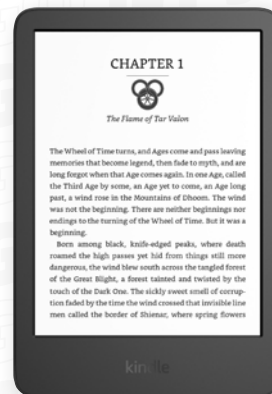 CHAPTER 1
The Flame of Tar Valon
The Wheel of Time turns, and Ages come and pass leaving
memories that become legend, then fade to myth, and are
long forgot when that Age comes again. In one Age, called
the Third Age by some, an Age yet to come, an Age long
past, a wind rose in the Mountains of Dhoom. The wind
was not the beginning. There are neither beginnings nor
endings to the turning of the Wheel of Time. But it was a
beginning.
Born among black, knife-edged peaks, where death
roamed the high passes yet hid from things still more
dangerous, the wind blew south across the tangled forest
of the Great Blight, a forest tainted and twisted by the
touch of the Dark One. The sickly sweet smell of corrup-
tion faded by the time the wind crossed that invisible line
men called the border of Shienar, where spring flowers
kindle